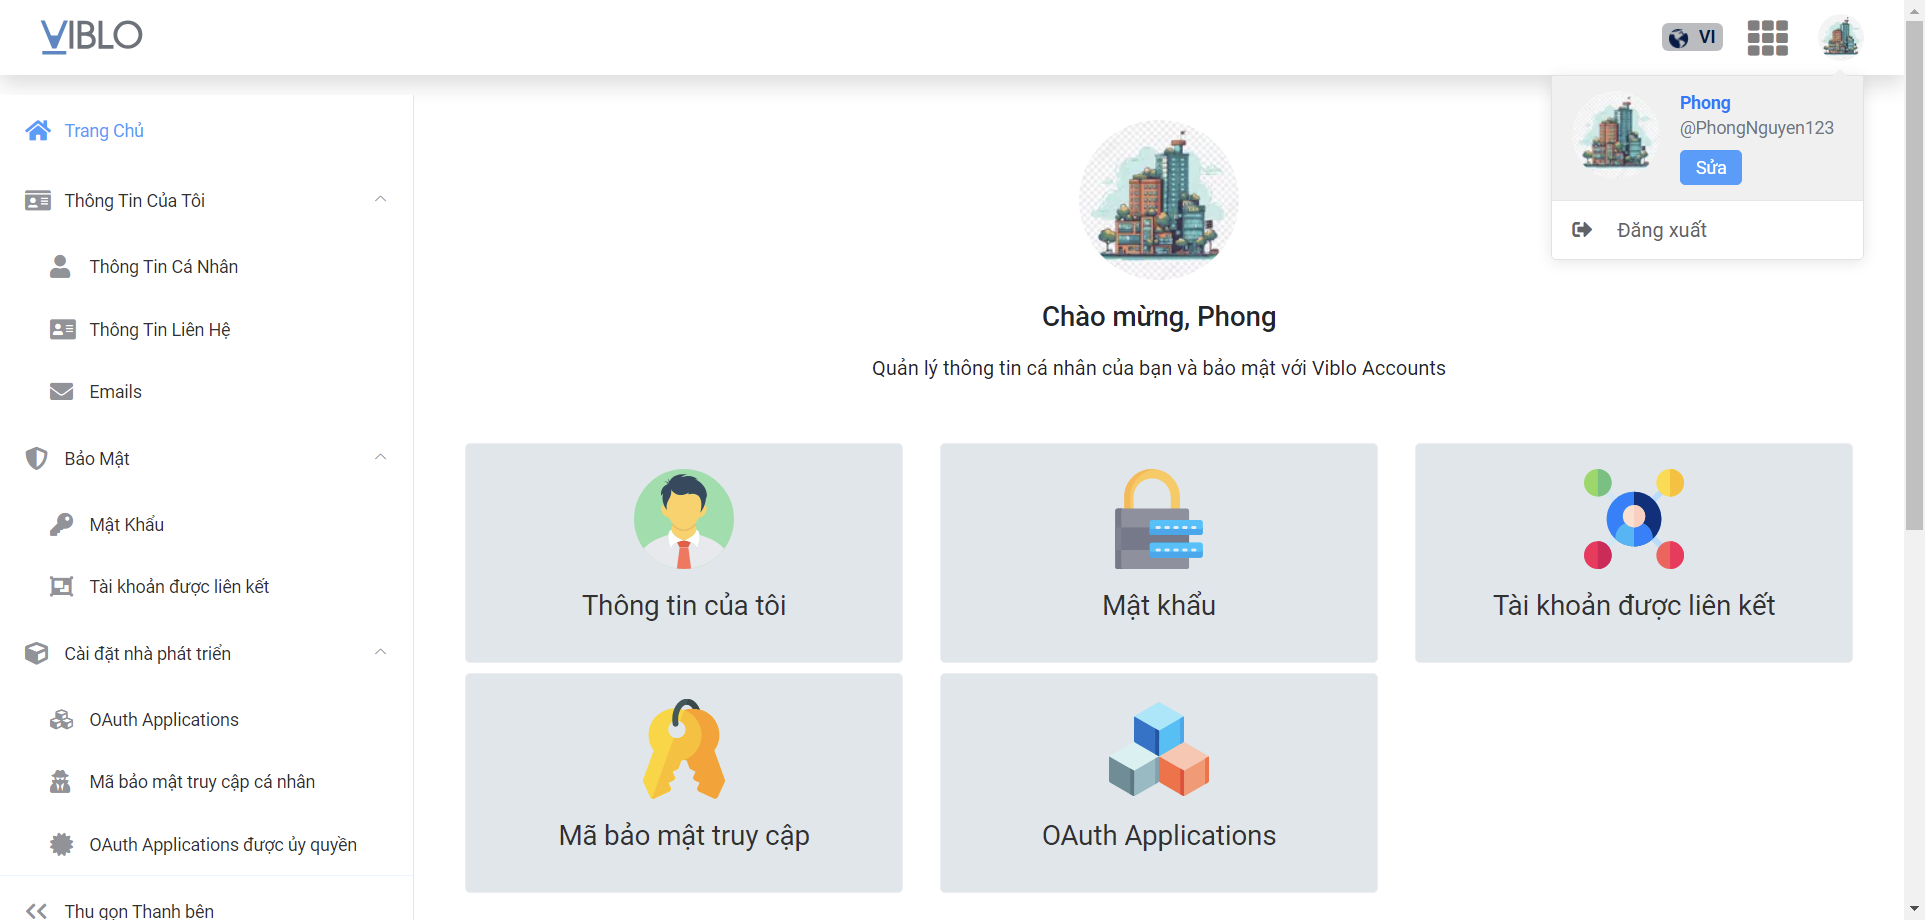 VIBLO
VI
Phong
@PhongNguyen123
Sửa
Đăng xuất
Trang Chủ
Thông Tin Của Tôi
Thông Tin Cá Nhân
Thông Tin Liên Hệ
Emails
Bảo Mật
Mật Khẩu
Tài khoản được liên kết
Cài đặt nhà phát triển
OAuth Applications
Mã bảo mật truy cập cá nhân
OAuth Applications được ủy quyền
Thu gọn Thanh bên
Chào mừng, Phong
Quản lý thông tin cá nhân của bạn và bảo mật với Viblo Accounts
Thông tin của tôi
Mật khẩu
Tài khoản được liên kết
Mã bảo mật truy cập
OAuth Applications